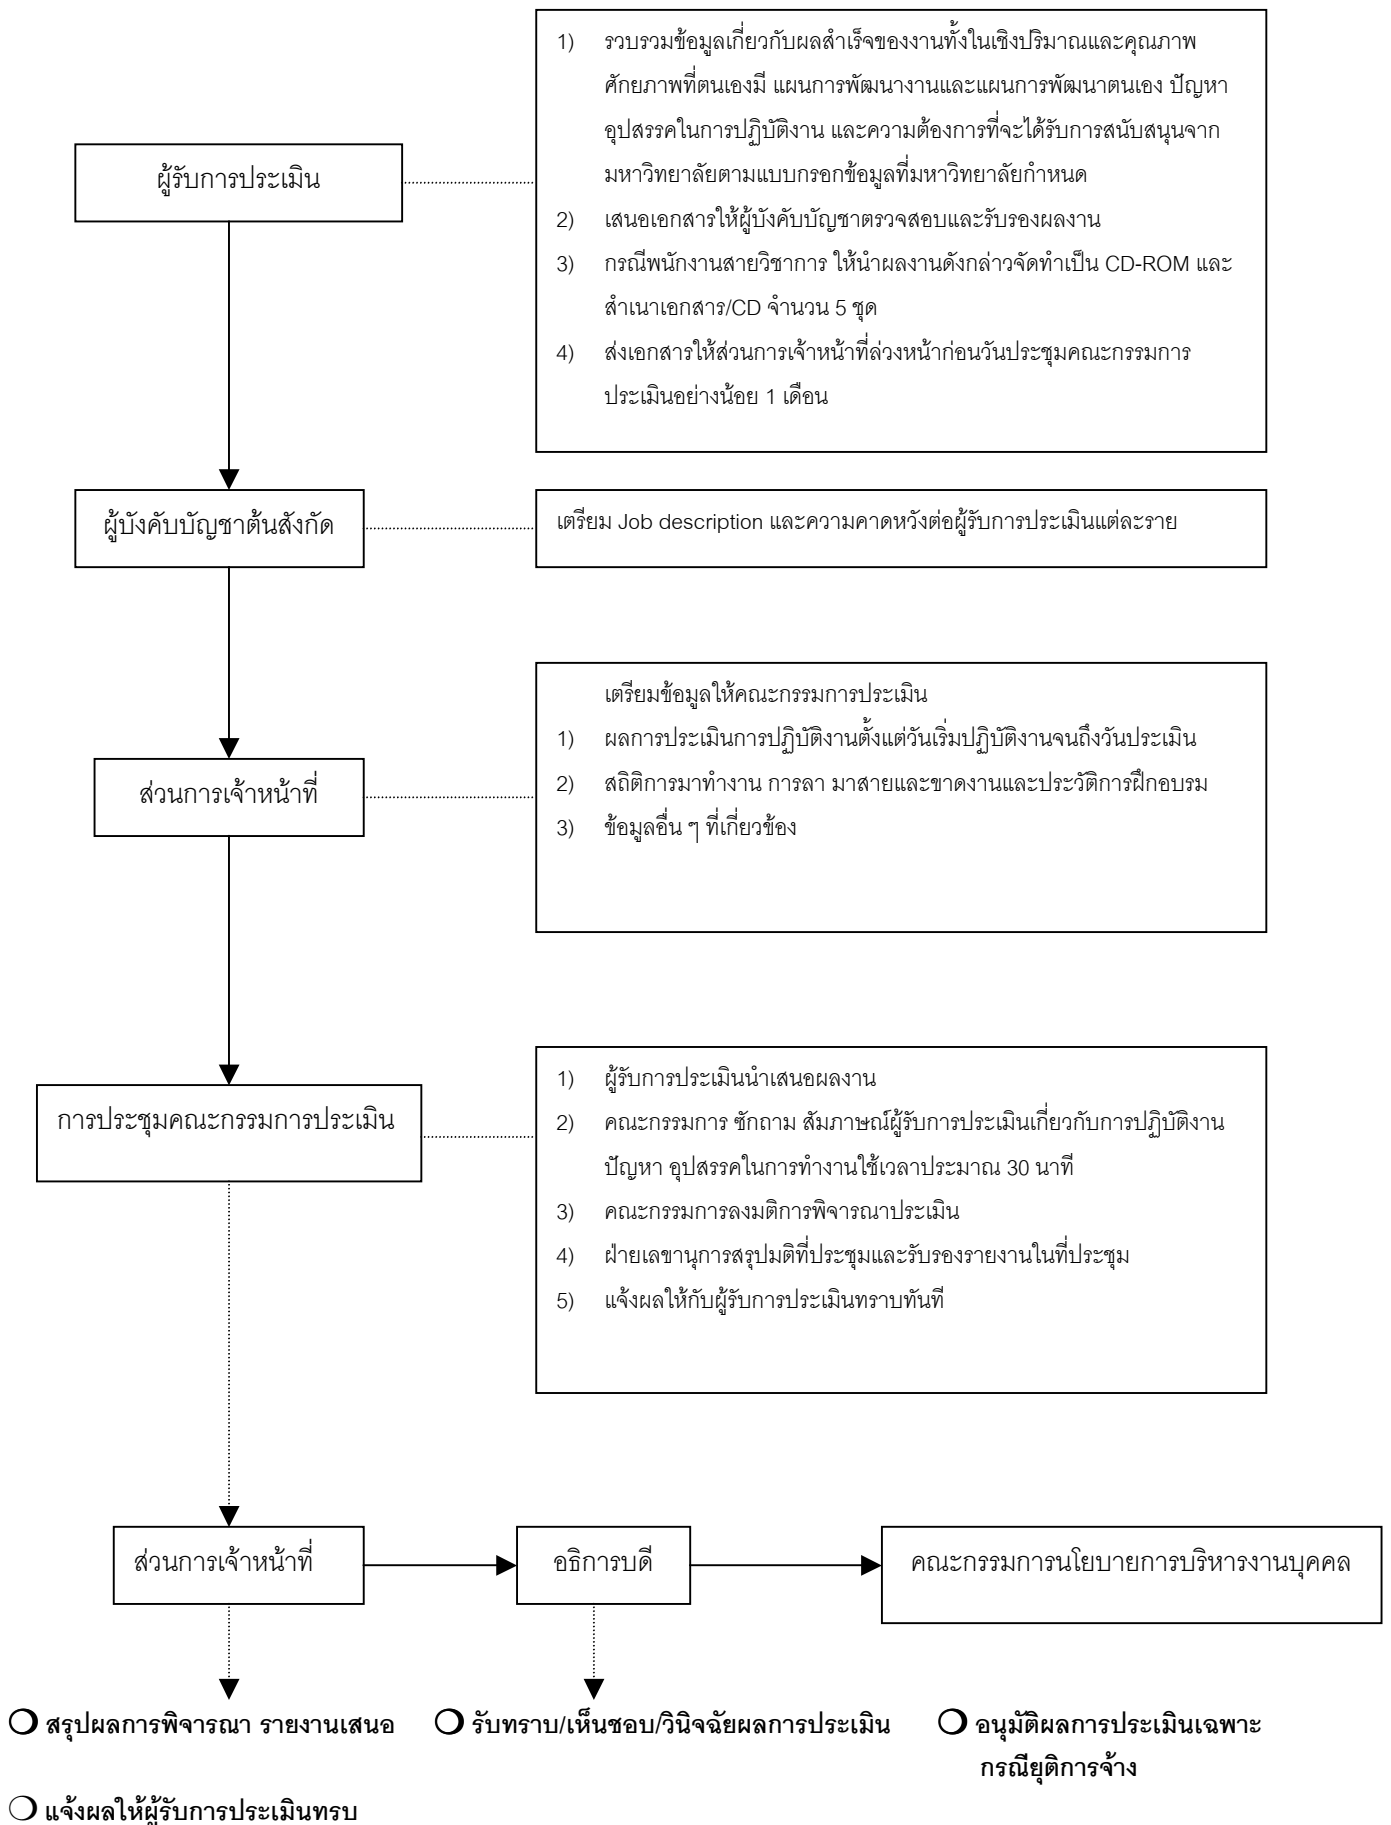 1) รวบรวมข้อมูลเกี่ยวกับผลสำเร็จของงานทั้งในเชิงปริมาณและคุณภาพ
ศักยภาพที่ตนเองมี แผนการพัฒนางานและแผนการพัฒนาตนเอง ปัญหา
อุปสรรคในการปฏิบัติงาน และความต้องการที่จะได้รับการสนับสนุนจาก
มหาวิทยาลัยตามแบบกรอกข้อมูลที่มหาวิทยาลัยกำหนด
2) เสนอเอกสารให้ผู้บังคับบัญชาตรวจสอบและรับรองผลงาน
3) กรณีพนักงานสายวิชาการ ให้นำผลงานดังกล่าวจัดทำเป็น CD-ROM และ
สำเนาเอกสาร/CD จำนวน 5 ชุด
4) ส่งเอกสารให้ส่วนการเจ้าหน้าที่ล่วงหน้าก่อนวันประชุมคณะกรรมการ
ประเมินอย่างน้อย 1 เดือน
ผู้รับการประเมิน
ผู้บังคับบัญชาต้นสังกัด
เตรียม Job description และความคาดหวังต่อผู้รับการประเมินแต่ละราย
เตรียมข้อมูลให้คณะกรรมการประเมิน
1) ผลการประเมินการปฏิบัติงานตั้งแต่วันเริ่มปฏิบัติงานจนถึงวันประเมิน
2) สถิติการมาทำงาน การลา มาสายและขาดงานและประวัติการฝึกอบรม
3) ข้อมูลอื่น ๆ ที่เกี่ยวข้อง
ส่วนการเจ้าหน้าที่
การประชุมคณะกรรมการประเมิน
1) ผู้รับการประเมินนำเสนอผลงาน
2) คณะกรรมการ ซักถาม สัมภาษณ์ผู้รับการประเมินเกี่ยวกับการปฏิบัติงาน
ปัญหา อุปสรรคในการทำงานใช้เวลาประมาณ 30 นาที
3) คณะกรรมการลงมติการพิจารณาประเมิน
4) ฝ่ายเลขานุการสรุปมติที่ประชุมและรับรองรายงานในที่ประชุม
5) แจ้งผลให้กับผู้รับการประเมินทราบทันที
ส่วนการเจ้าหน้าที่
อธิการบดี
คณะกรรมการนโยบายการบริหารงานบุคคล
❍ สรุปผลการพิจารณา รายงานเสนอ
❍ รับทราบ/เห็นชอบ/วินิจฉัยผลการประเมิน
❍ อนุมัติผลการประเมินเฉพาะ
กรณียุติการจ้าง
❍ แจ้งผลให้ผู้รับการประเมินทรบ